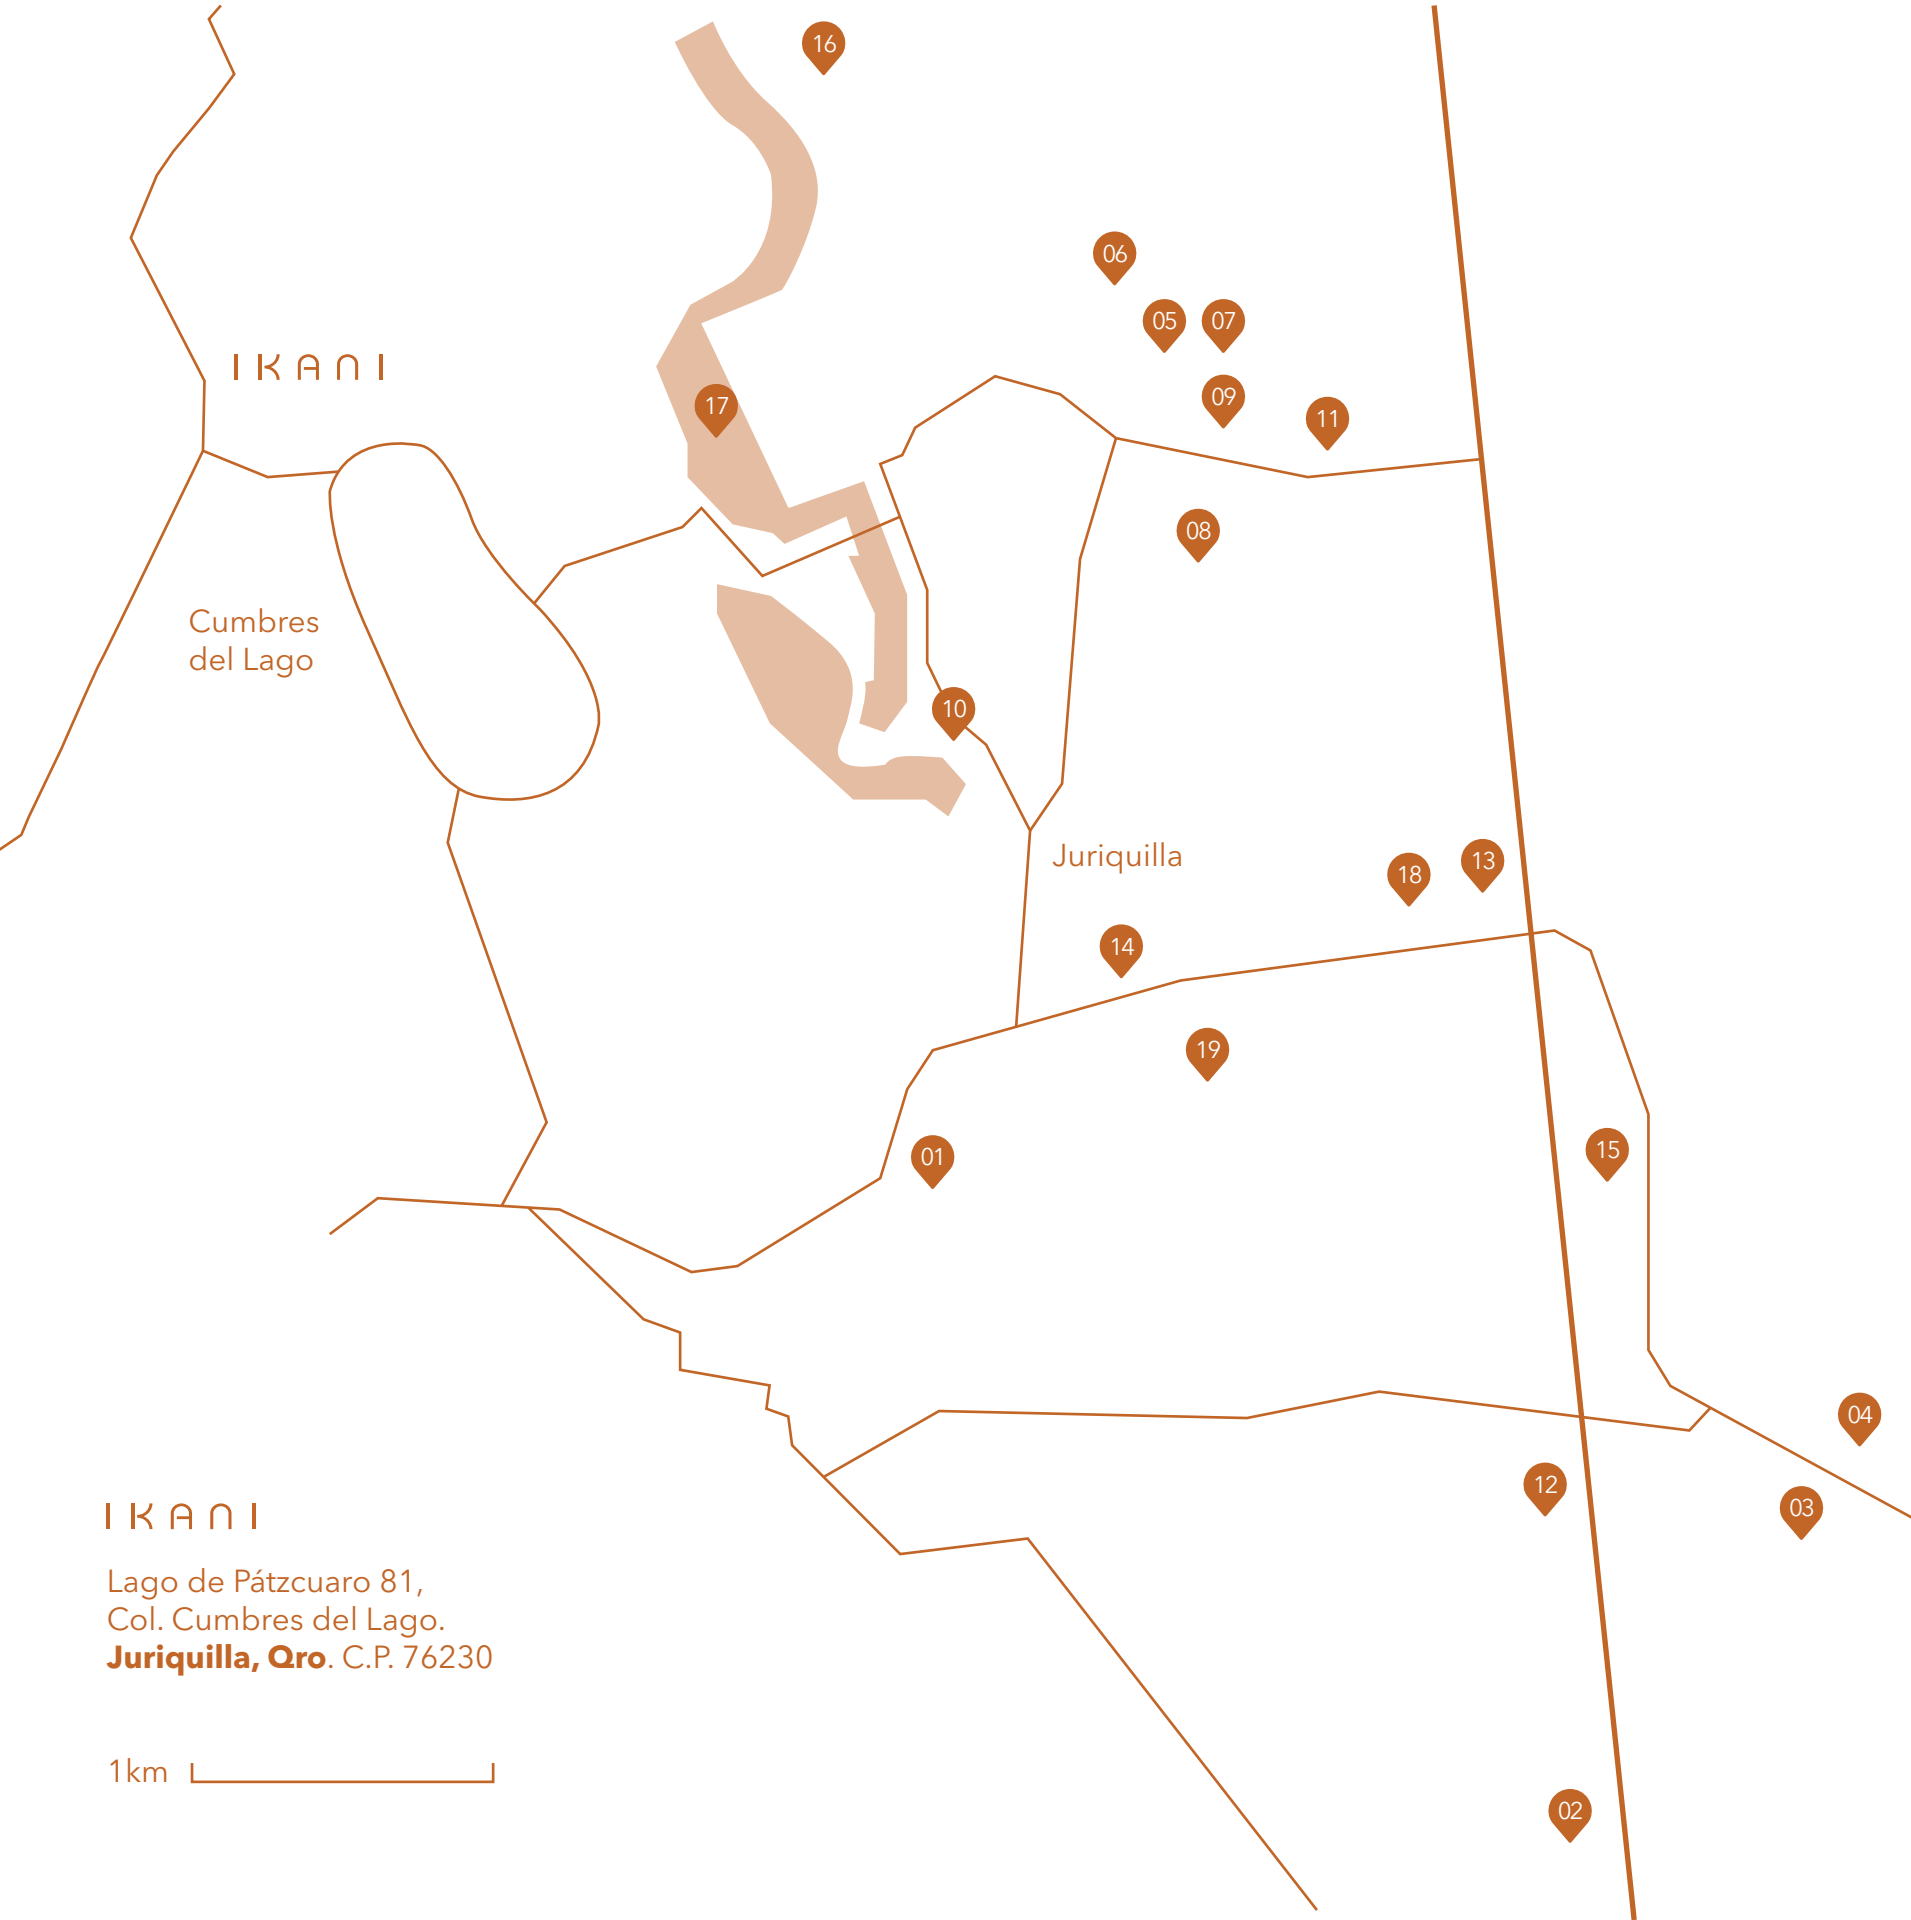 16
06
05
07
IKANI
09
17
11
08
Cumbres
del Lago
10
Juriquilla
13
18
14
19
15
01
04
12
03
IKANI
Lago de Pátzcuaro 81,
Col. Cumbres del Lago.
Juriquilla, Qro. C.P. 76230
1km
02